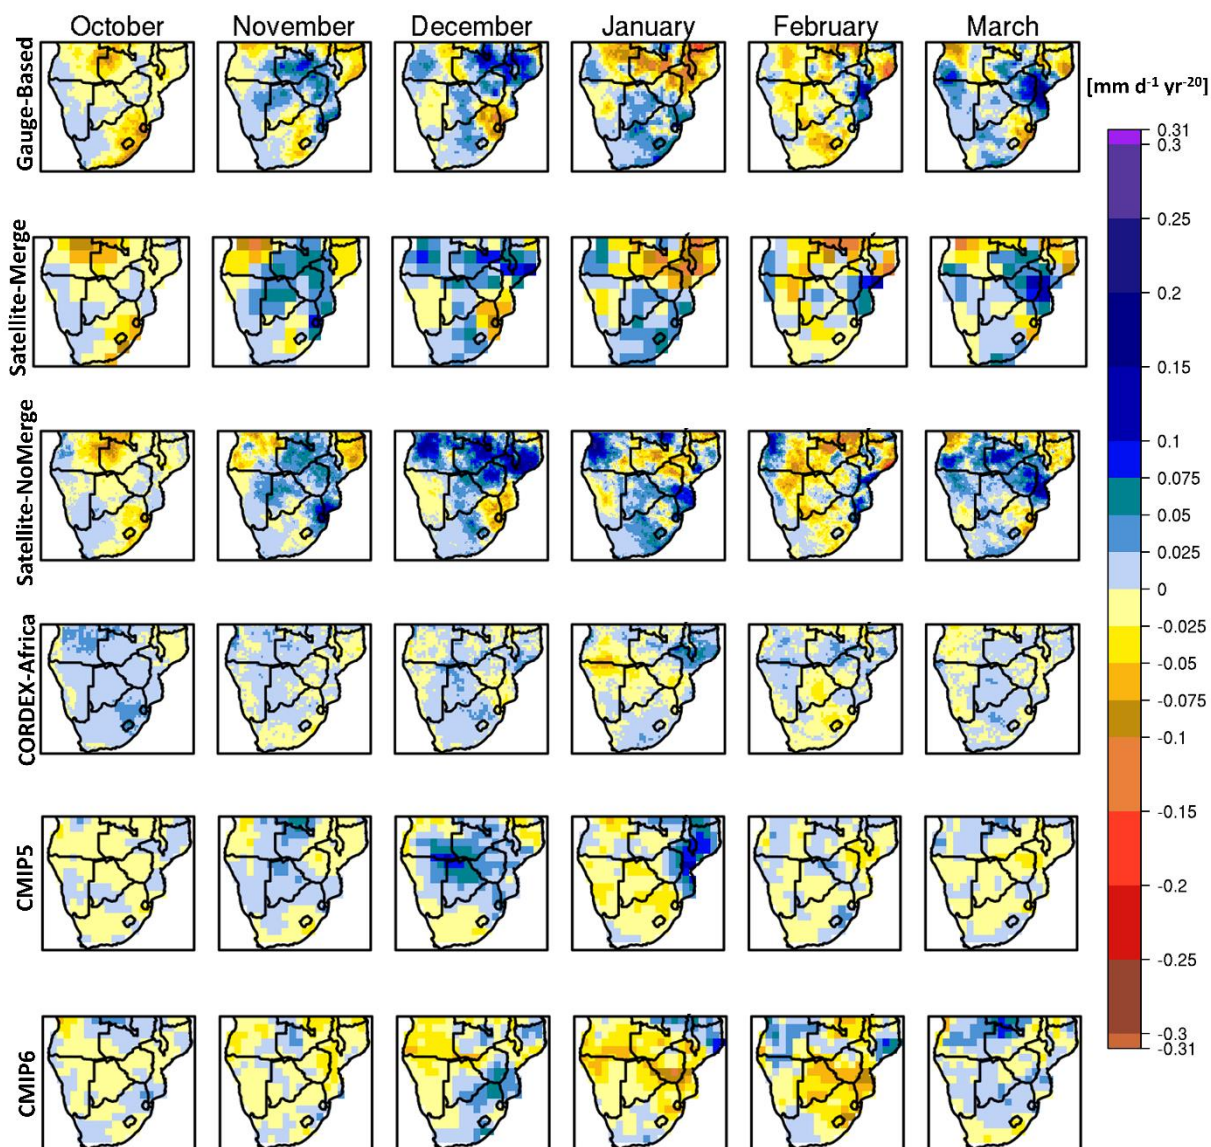 October November December January February March
Gauge-Based
[mm d⁻¹ yr⁻²⁰]
Satellite-Merge
Satellite-NoMerge
CORDEX-Africa
CMIP5
CMIP6
0.31
0.3
0.25
0.2
0.15
0.1
0.075
0.05
0.025
0
-0.025
-0.05
-0.075
-0.1
-0.15
-0.2
-0.25
-0.3
-0.31